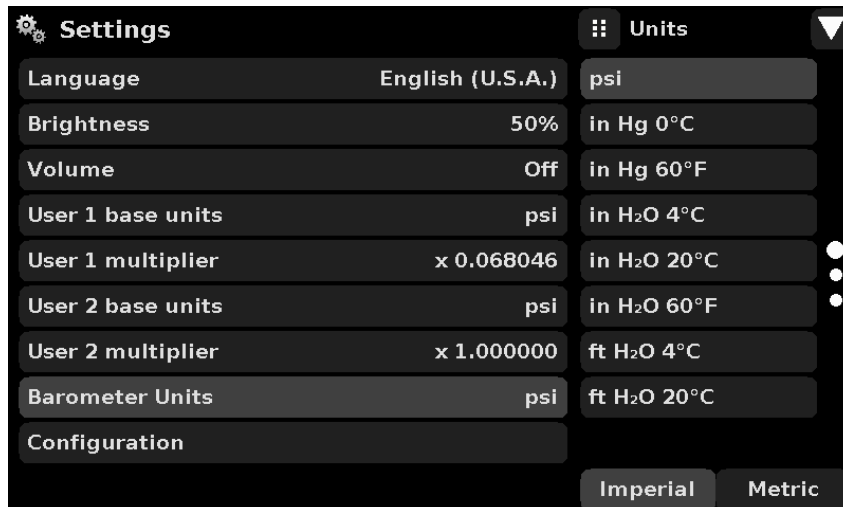 Settings
Language English (U.S.A.)
Brightness 50%
Volume Off
User 1 base units psi
User 1 multiplier x 0.068046
User 2 base units psi
User 2 multiplier x 1.000000
Barometer Units psi
Configuration
Units
psi
in Hg 0°C
in Hg 60°F
in H₂O 4°C
in H₂O 20°C
in H₂O 60°F
ft H₂O 4°C
ft H₂O 20°C
Imperial Metric